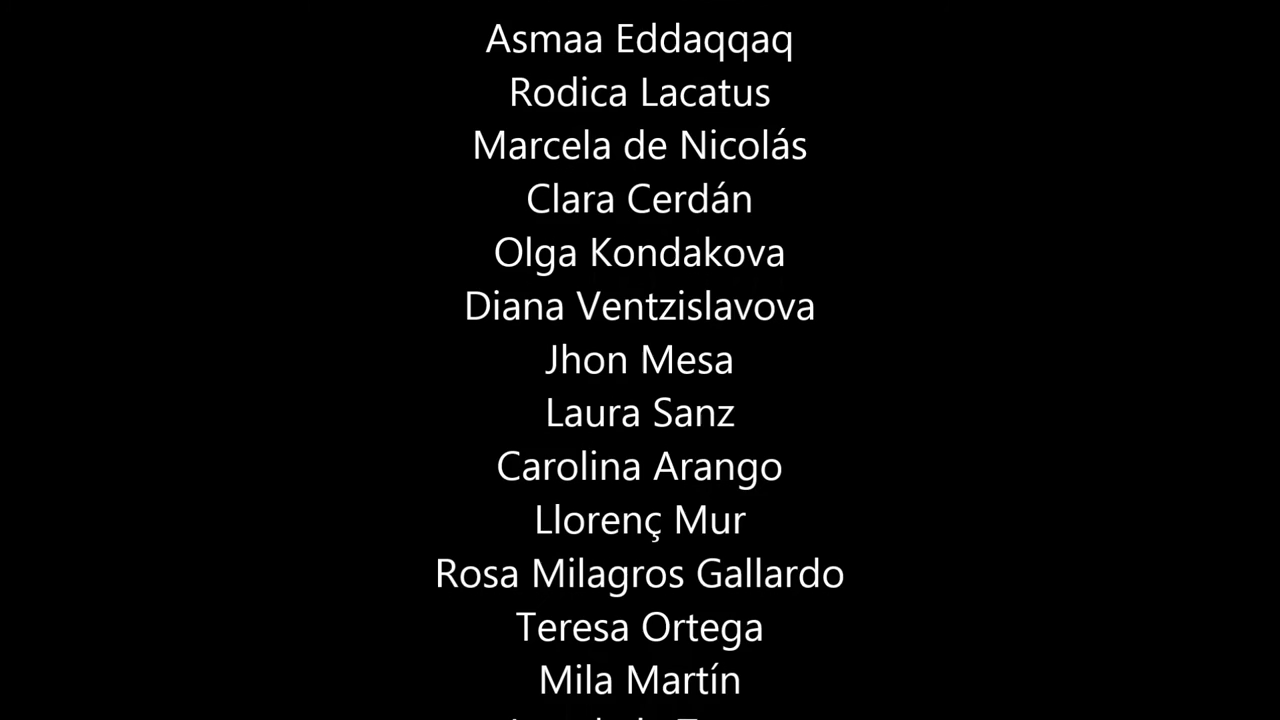 Asmaa Eddaqqaq
Rodica Lacatus
Marcela de Nicolás
Clara Cerdán
Olga Kondakova
Diana Ventzislavova
Jhon Mesa
Laura Sanz
Carolina Arango
Llorenç Mur
Rosa Milagros Gallardo
Teresa Ortega
Mila Martín